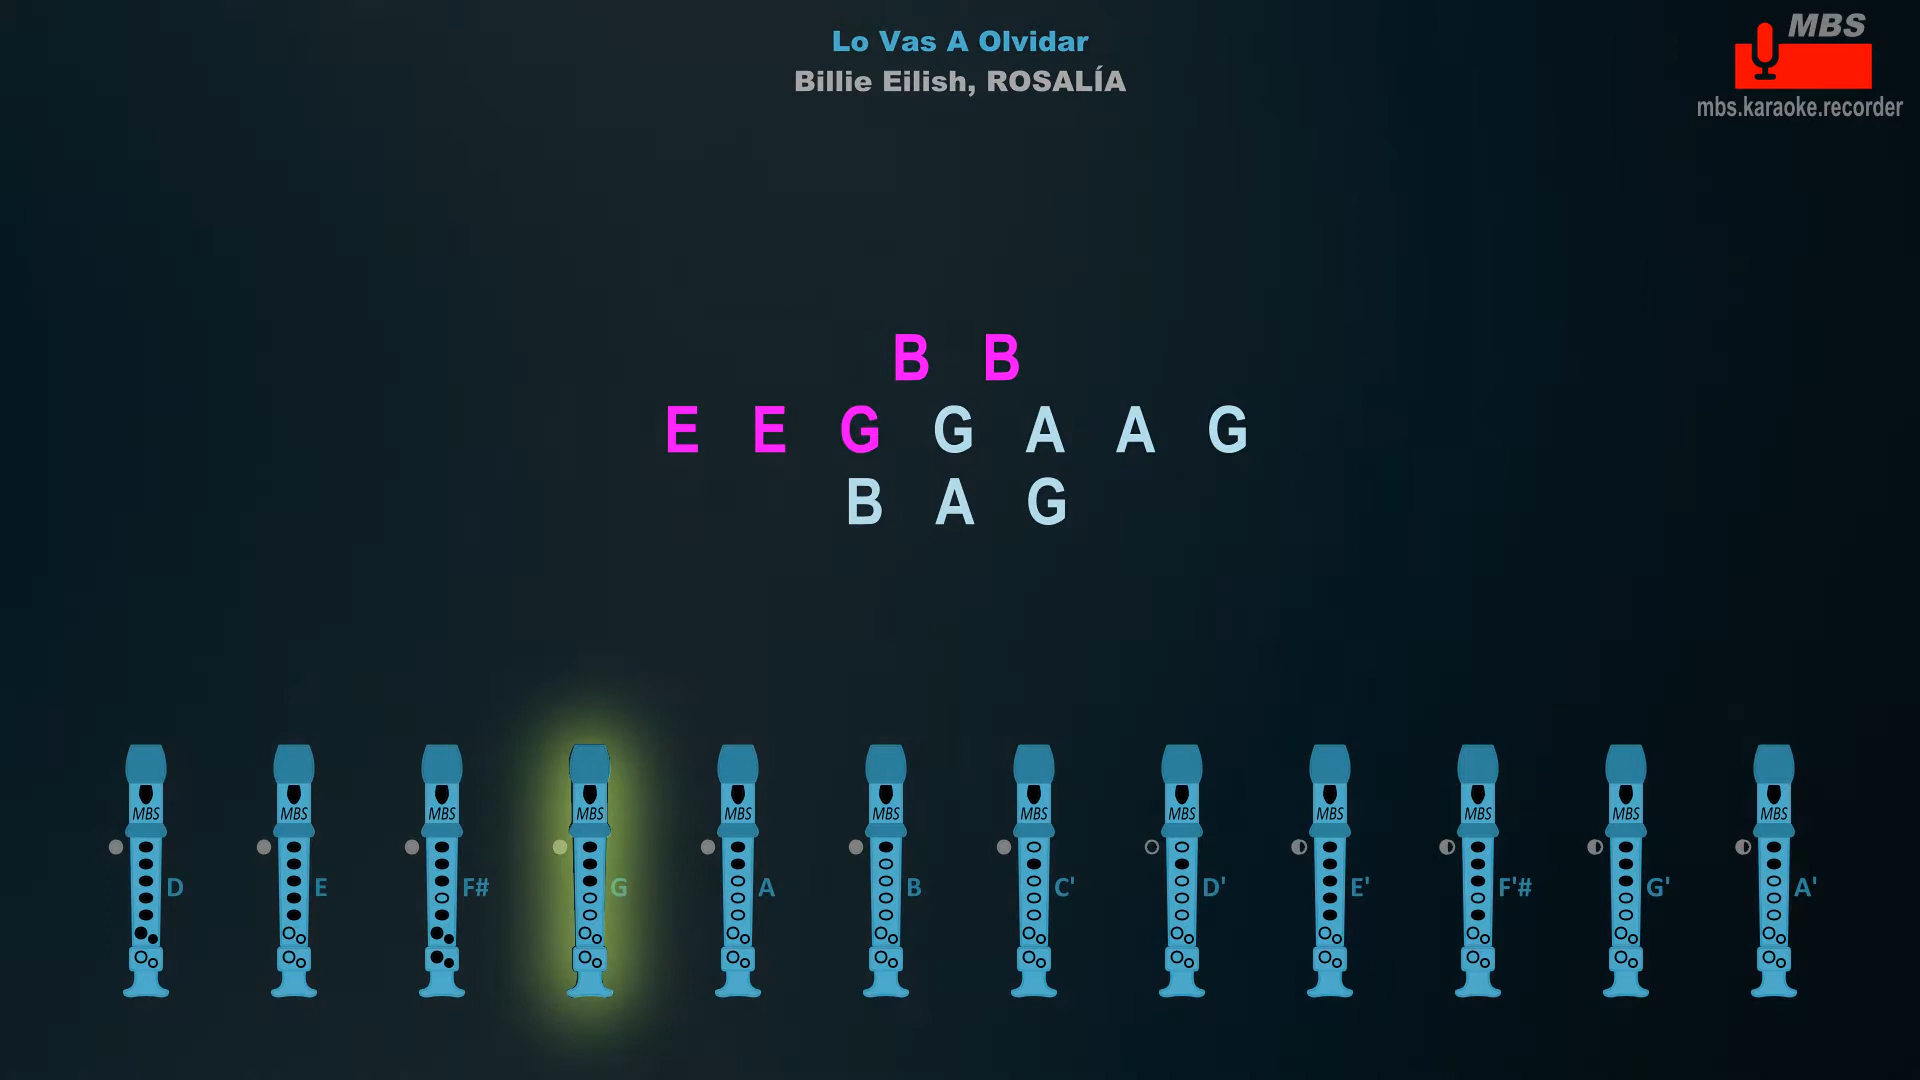 Lo Vas A Olvidar
Billie Eilish, ROSALÍA
MBS
mbs.karaoke.recorder
B B
E E G G A A G
B A G
MBS MBS MBS MBS MBS MBS MBS MBS MBS MBS MBS MBS
D E F# G A B C' D' E' F'# G' A'